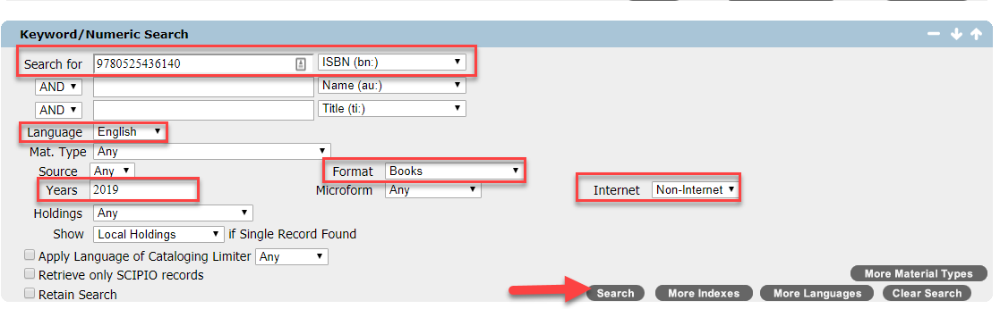 Keyword/Numeric Search
Search for 9780525436140 ISBN (bn:)
AND Name (au:)
AND Title (ti:)
Language English
Mat. Type Any
Source Any Format Books
Years 2019 Microform Any Internet Non-Internet
Holdings Any
Show Local Holdings if Single Record Found
Apply Language of Cataloging Limiter Any
Retrieve only SCIPIO records More Material Types
Retain Search Search More Indexes More Languages Clear Search